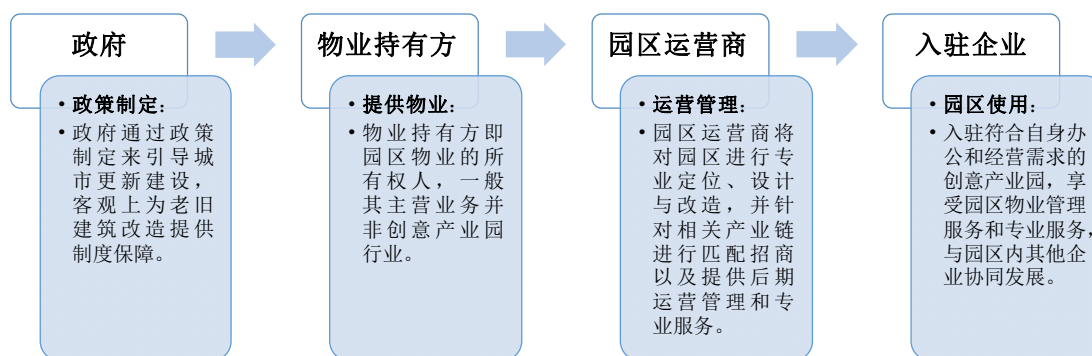 政府
• 政策制定：
• 政府通过政策
制定来引导城
市更新建设，
客观上为老旧
建筑改造提供
制度保障。
物业持有方
• 提供物业：
• 物业持有方即
园区物业的所
有权人，一般
其主营业务并
非创意产业园
行业。
园区运营商
• 运营管理：
• 园区运营商将
对园区进行专
业定位、设计
与改造，并针
对相关产业链
进行匹配招商
以及提供后期
运营管理和专
业服务。
入驻企业
• 园区使用：
• 入驻符合自身办
公和经营需求的
创意产业园，享
受园区物业管理
服务和专业服务，
与园区内其他企
业协同发展。